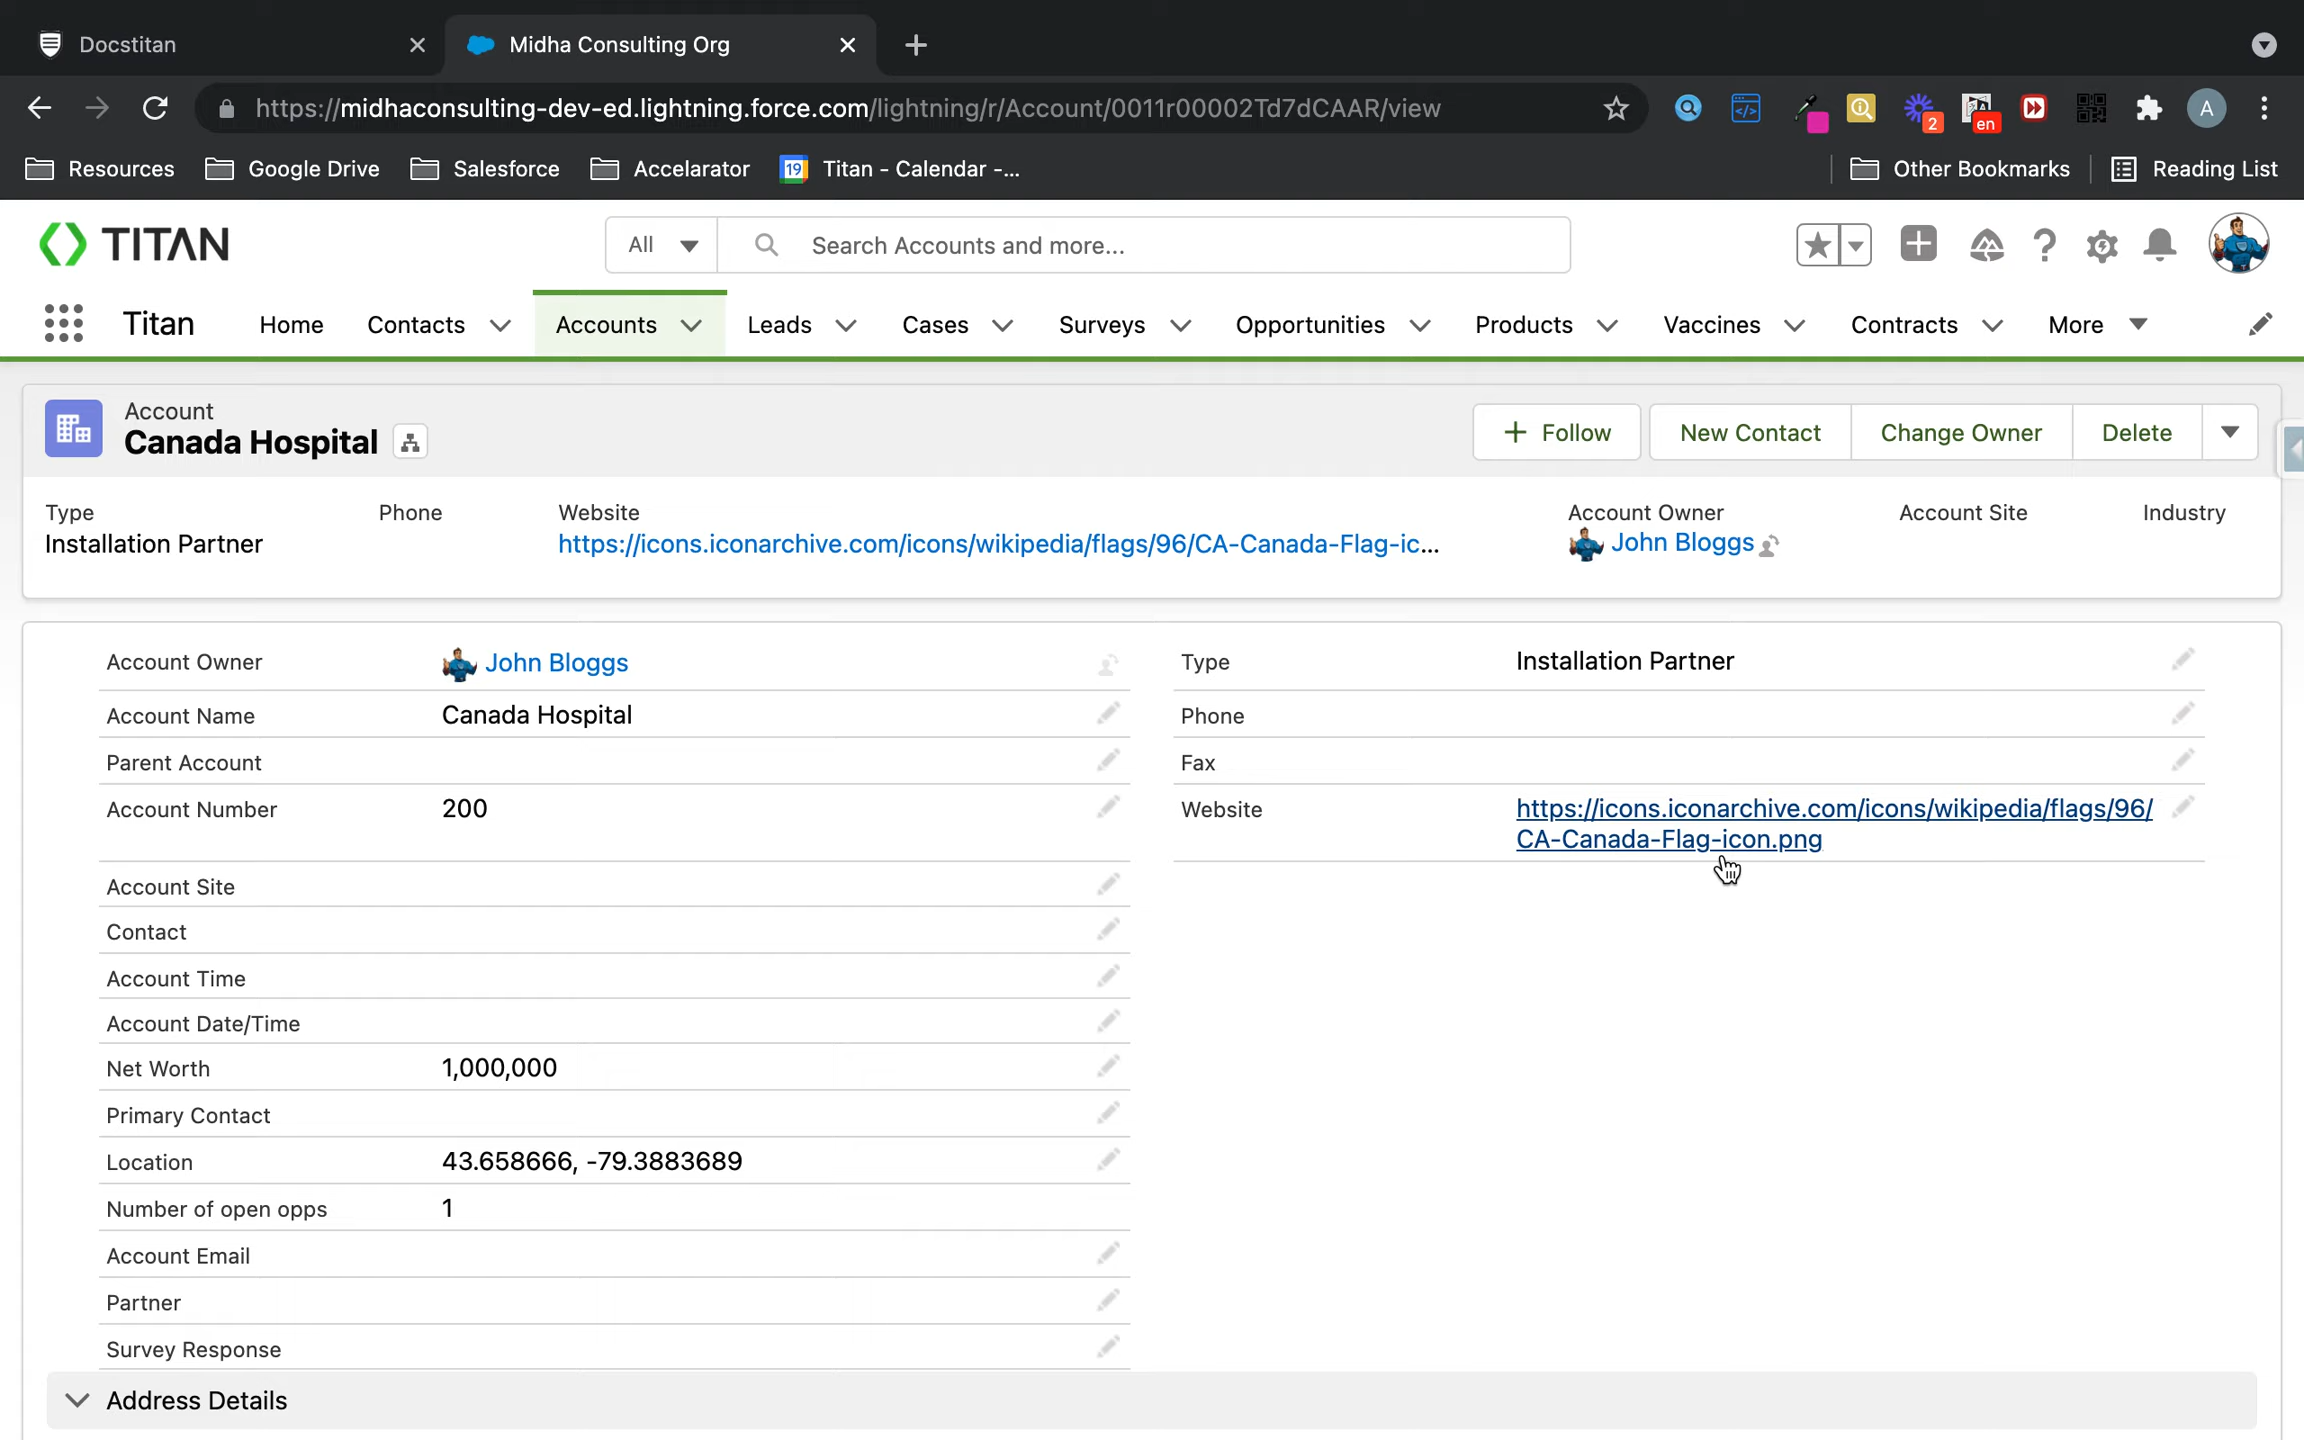 Docstitan
Midha Consulting Org
https://midhaconsulting-dev-ed.lightning.force.com/lightning/r/Account/0011r00002Td7dCAAR/view
2
en
A
Resources
Google Drive
Salesforce
Accelarator
19
Titan - Calendar -...
Other Bookmarks
Reading List
TITAN
All
Search Accounts and more...
Titan
Home
Contacts
Accounts
Leads
Cases
Surveys
Opportunities
Products
Vaccines
Contracts
More
Account
Canada Hospital
Follow
New Contact
Change Owner
Delete
Type
Phone
Website
Account Owner
Account Site
Industry
Installation Partner
https://icons.iconarchive.com/icons/wikipedia/flags/96/CA-Canada-Flag-ic...
John Bloggs
Account Owner
John Bloggs
Account Name
Canada Hospital
Parent Account
Account Number
200
Account Site
Contact
Account Time
Account Date/Time
Net Worth
1,000,000
Primary Contact
Location
43.658666, -79.3883689
Number of open opps
1
Account Email
Partner
Survey Response
Type
Installation Partner
Phone
Fax
Website
https://icons.iconarchive.com/icons/wikipedia/flags/96/
CA-Canada-Flag-icon.png
Address Details